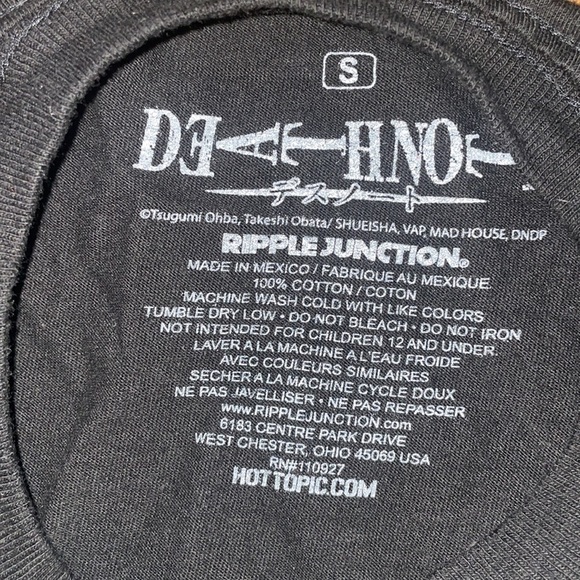 S
DEATHNOT
デスノート
©Tsugumi Ohba, Takeshi Obata/ SHUEISHA, VAP, MAD HOUSE, DNDP
RIPPLE JUNCTION®
MADE IN MEXICO / FABRIQUE AU MEXIQUE
100% COTTON / COTON
MACHINE WASH COLD WITH LIKE COLORS
TUMBLE DRY LOW • DO NOT BLEACH • DO NOT IRON
NOT INTENDED FOR CHILDREN 12 AND UNDER.
LAVER A LA MACHINE A L'EAU FROIDE
AVEC COULEURS SIMILAIRES
SECHER A LA MACHINE CYCLE DOUX
NE PAS JAVELLISER • NE PAS REPASSER
www.RIPPLEJUNCTION.com
6183 CENTRE PARK DRIVE
WEST CHESTER, OHIO 45069 USA
RN#110927
HOTTOPIC.COM